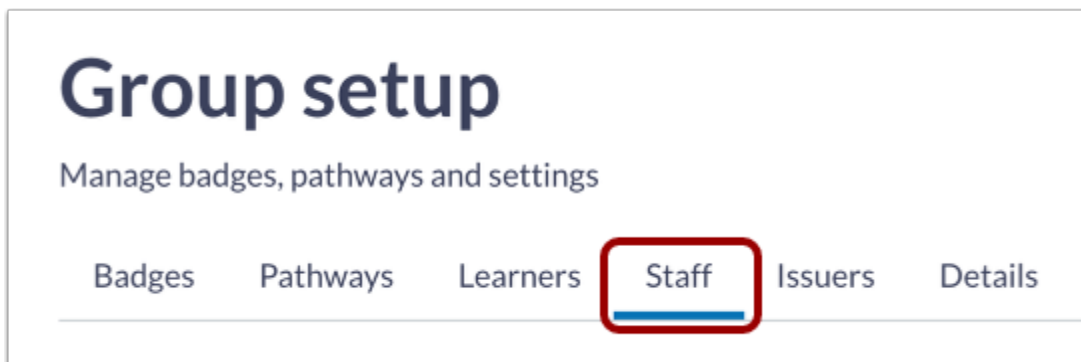 Group setup
Manage badges, pathways and settings
Badges Pathways Learners Staff Issuers Details